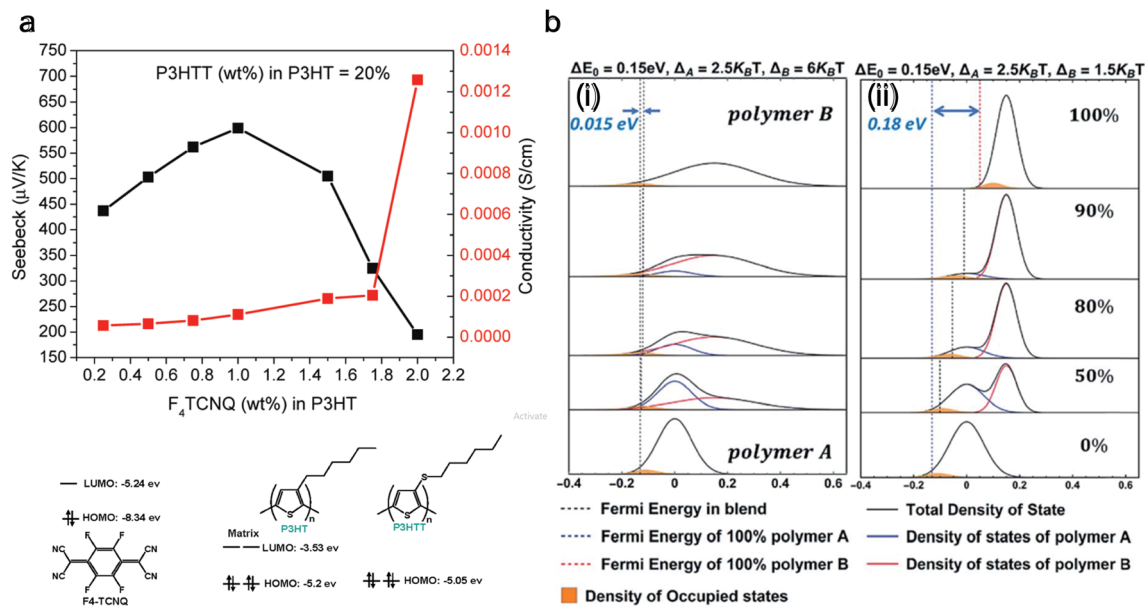 a
P3HTT (wt%) in P3HT = 20%
Seebeck (μV/K)
750
700
650
600
550
500
450
400
350
300
250
200
150
0.2 0.4 0.6 0.8 1.0 1.2 1.4 1.6 1.8 2.0 2.2
F4TCNQ (wt%) in P3HT
0.0014
0.0012
0.0010
0.0008
0.0006
0.0004
0.0002
0.0000
Conductivity (S/cm)
Activate
LUMO: -5.24 ev
HOMO: -8.34 ev
NC F F CN
NC F F CN
F4-TCNQ
S n
P3HT
S
S n
P3HTT
Matrix
LUMO: -3.53 ev
HOMO: -5.2 ev
HOMO: -5.05 ev
b
ΔE0 = 0.15eV, ΔA = 2.5KBT, ΔB = 6KBT
(i)
0.015 eV
polymer B
polymer A
−0.4 −0.2 0 0.2 0.4 0.6
ΔE0 = 0.15eV, ΔA = 2.5KBT, ΔB = 1.5KBT
(ii)
0.18 eV
100%
90%
80%
50%
0%
−0.4 −0.2 0 0.2 0.4 0.6
Fermi Energy in blend
Fermi Energy of 100% polymer A
Fermi Energy of 100% polymer B
Density of Occupied states
Total Density of State
Density of states of polymer A
Density of states of polymer B